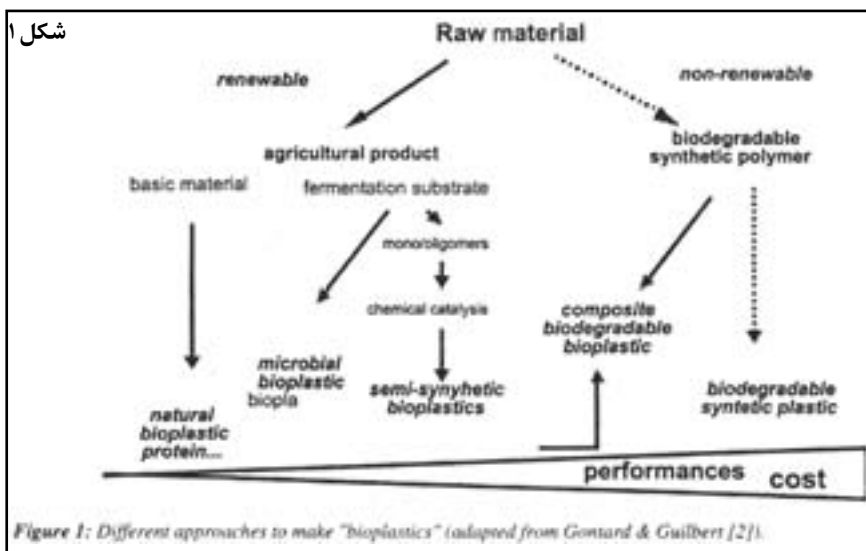 شکل ۱
Raw material
renewable
non-renewable
agricultural product
biodegradable
synthetic polymer
basic material
fermentation substrate
mono/oligomers
chemical catalysis
composite
biodegradable
bioplastic
microbial
bioplastic
biopla
semi-synyhetic
bioplastics
biodegradable
syntetic plastic
natural
bioplastic
protein...
performances
cost
Figure 1: Different approaches to make "bioplastics" (adapted from Gontard & Guilbert [2]).